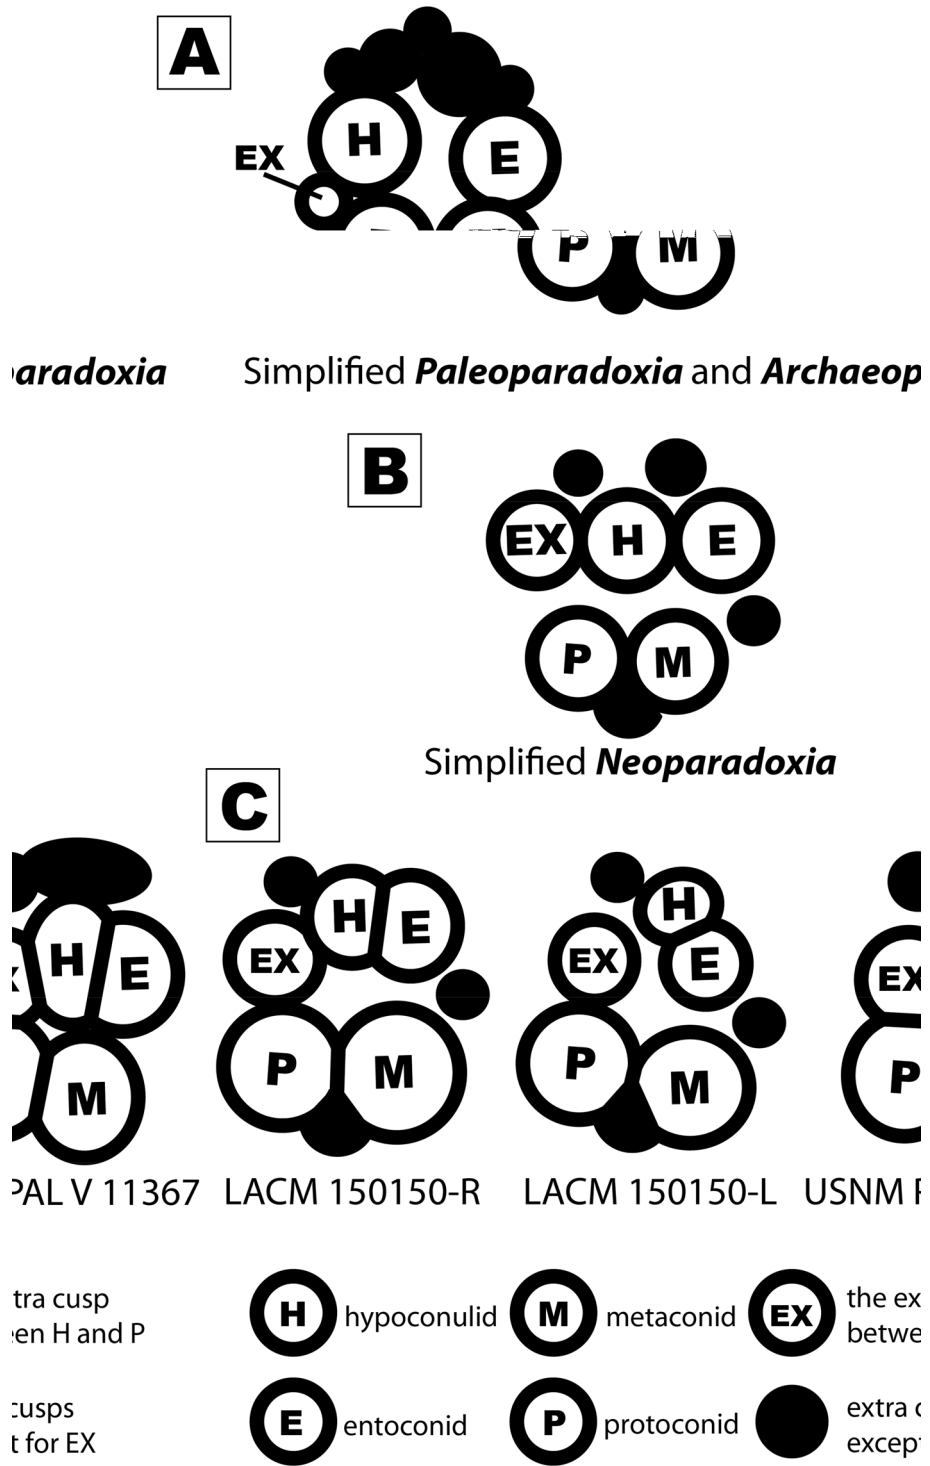 A
H
EX
E
P M
aradoxia Simplified Paleoparadoxia and Archaeop
B
EX H E
P M
Simplified Neoparadoxia
C
H E H E H
EX E EX
E EX
P M P M P
M
PAL V 11367 LACM 150150-R LACM 150150-L USNM P
tra cusp
een H and P
H hypoconulid M metaconid EX the ex
betwe
cusps
t for EX
E entoconid P protoconid extra c
excep